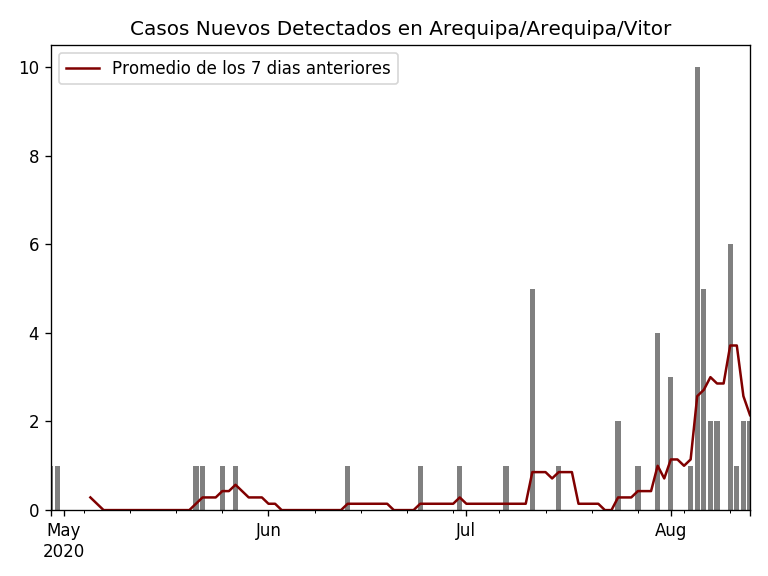 Casos Nuevos Detectados en Arequipa/Arequipa/Vitor
Promedio de los 7 dias anteriores
10
8
6
4
2
0
May Jun Jul Aug
2020